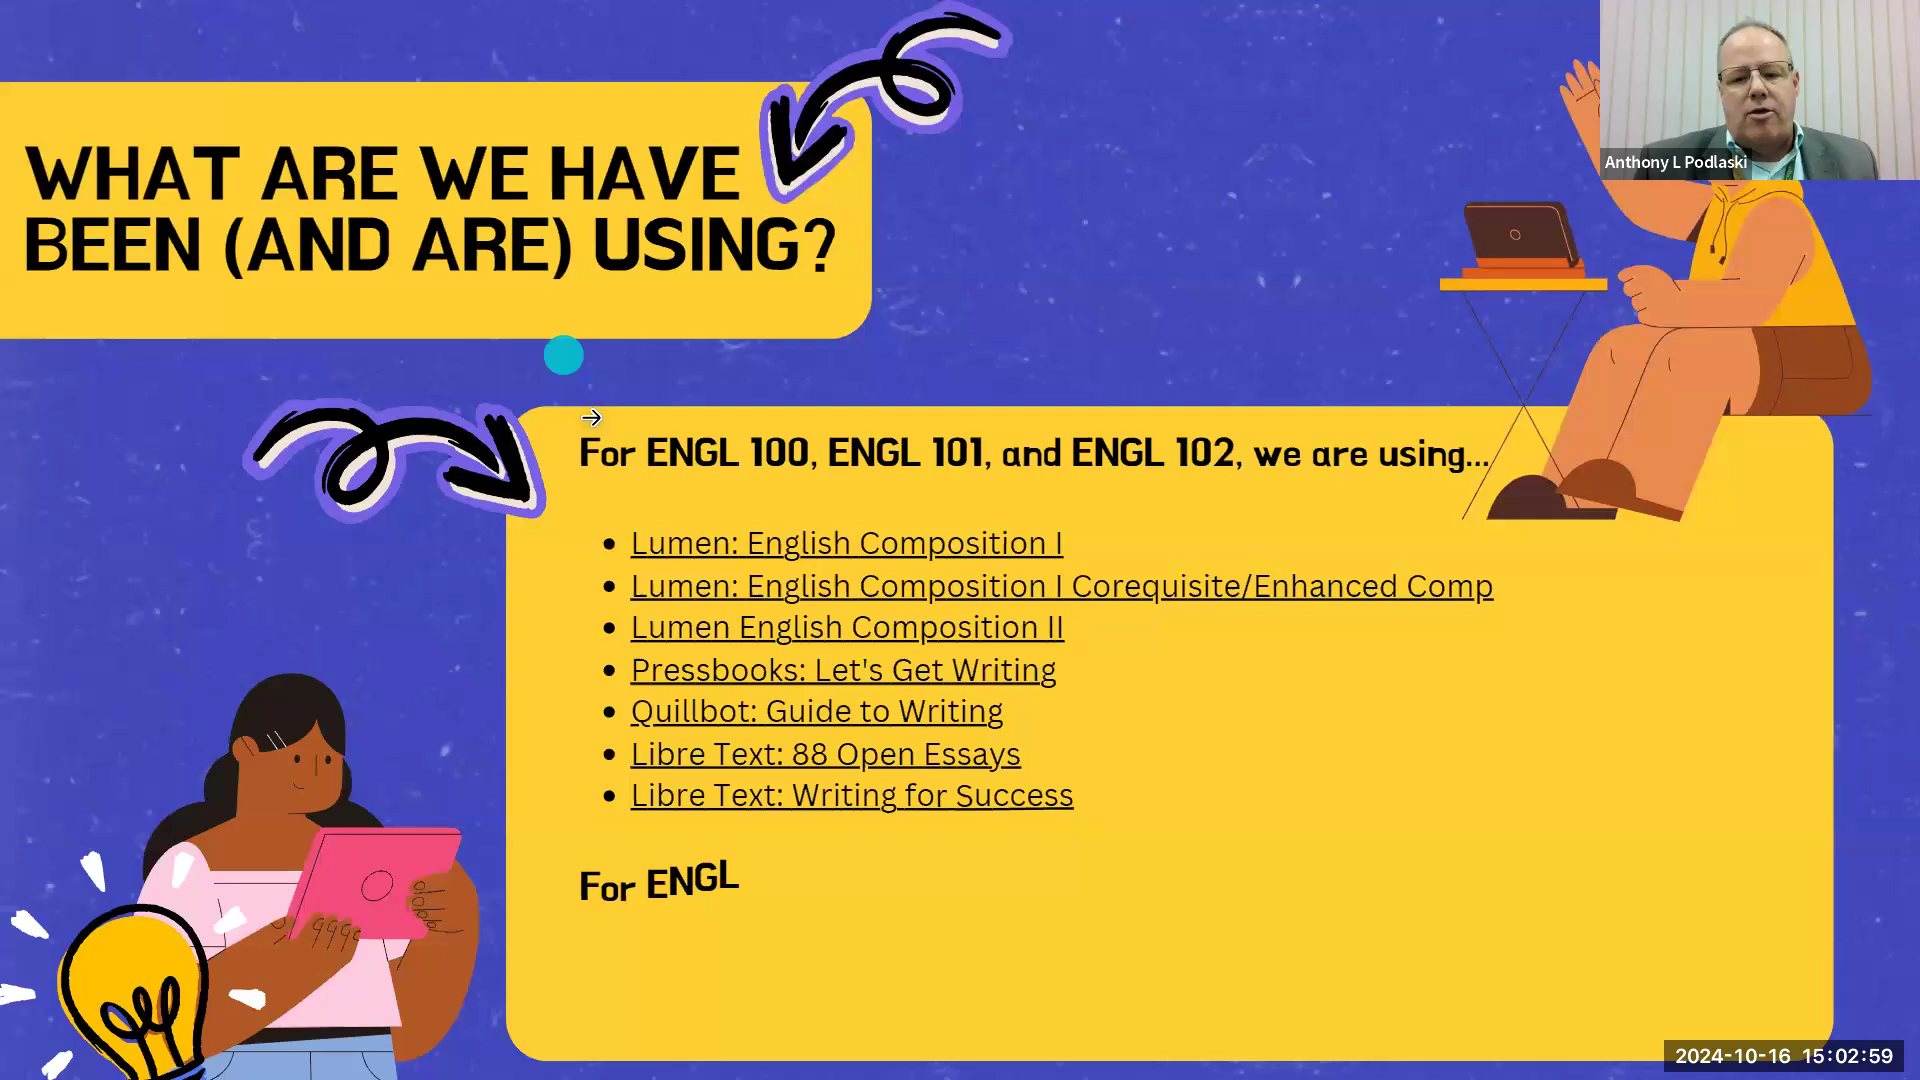 WHAT ARE WE HAVE
BEEN (AND ARE) USING?
Anthony L Podlaski
For ENGL 100, ENGL 101, and ENGL 102, we are using...
• Lumen: English Composition I
• Lumen: English Composition I Corequisite/Enhanced Comp
• Lumen English Composition II
• Pressbooks: Let's Get Writing
• Quillbot: Guide to Writing
• Libre Text: 88 Open Essays
• Libre Text: Writing for Success
For ENGL
2024-10-16 15:02:59